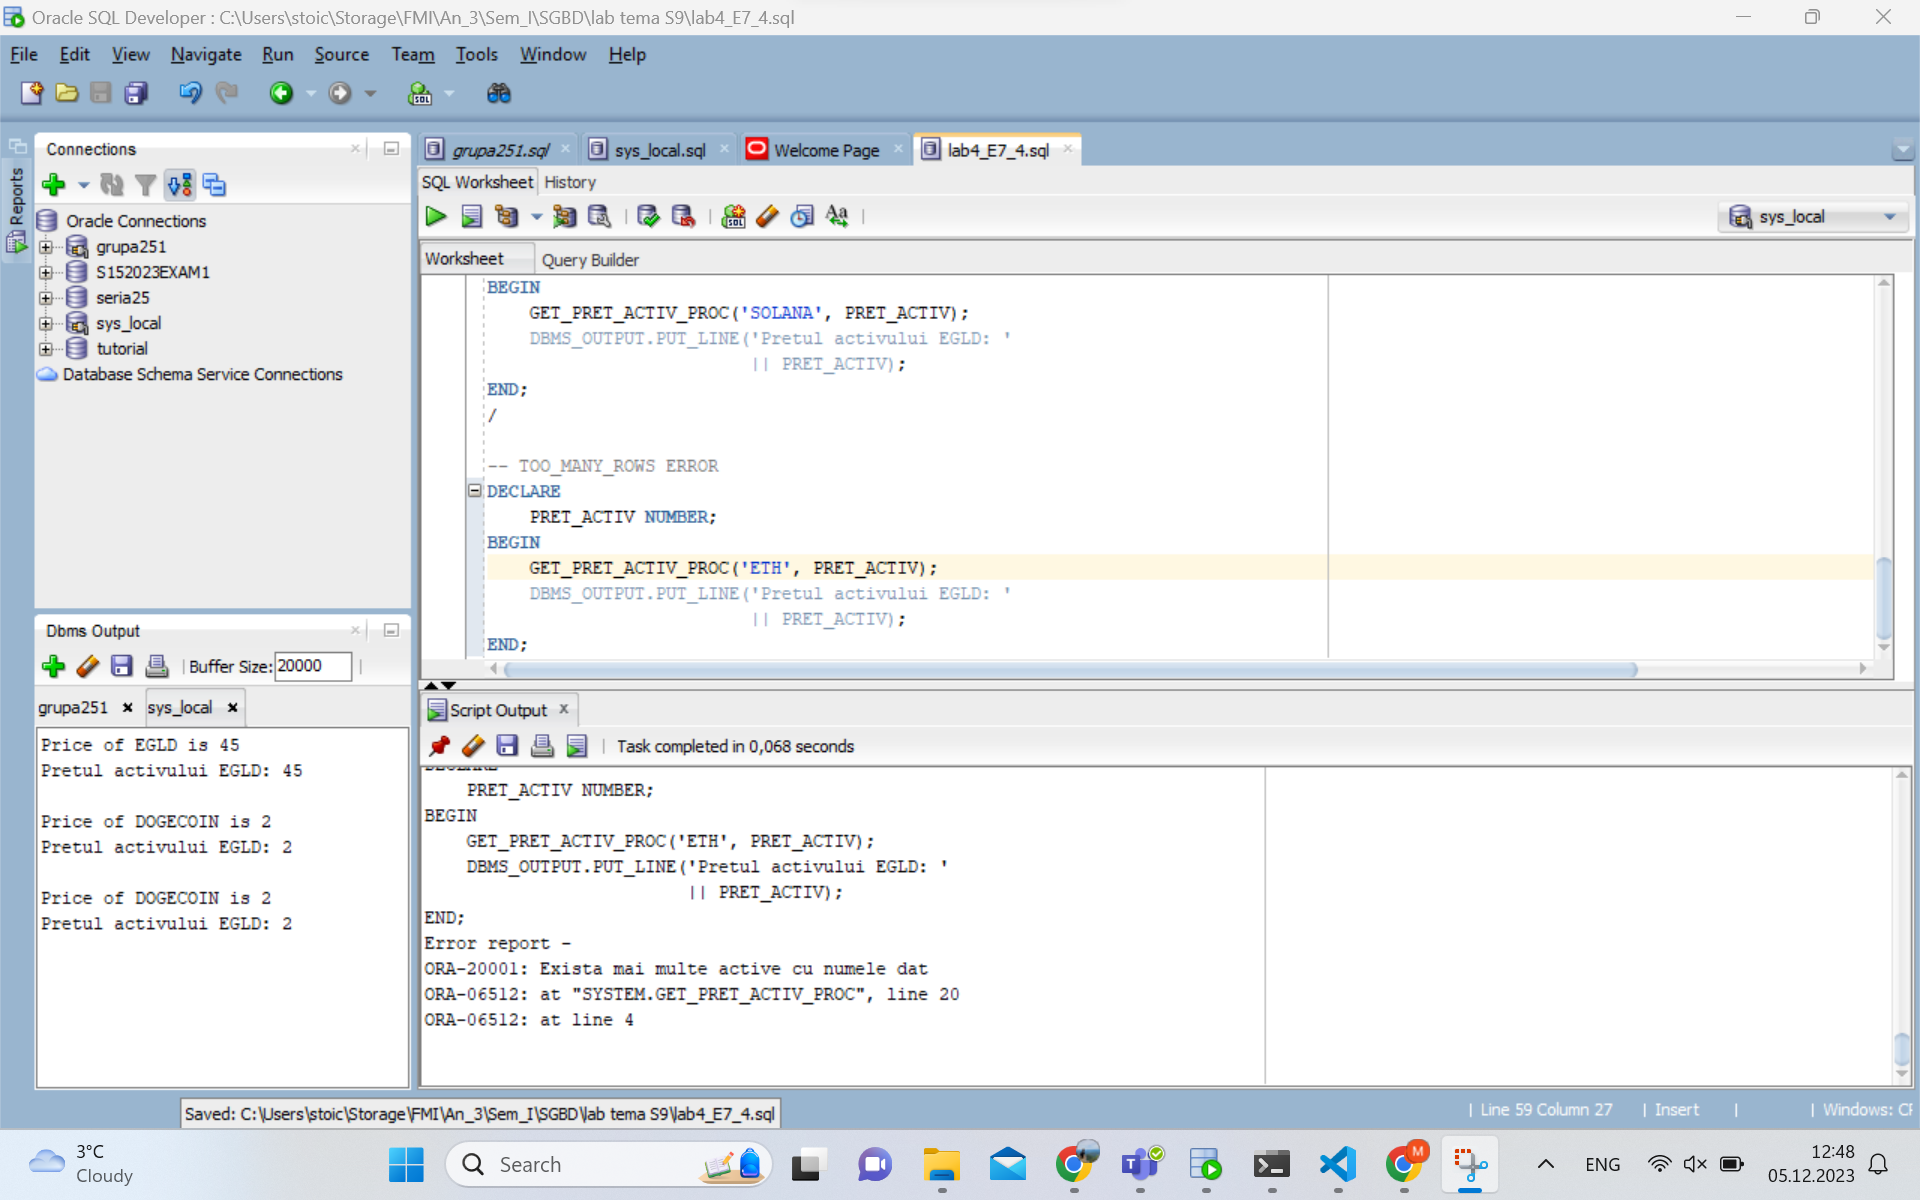 Oracle SQL Developer : C:\Users\stoic\Storage\FMI\An_3\Sem_I\SGBD\lab tema S9\lab4_E7_4.sql
File Edit View Navigate Run Source Team Tools Window Help
Reports
Connections
Oracle Connections
grupa251
S152023EXAM1
seria25
sys_local
tutorial
Database Schema Service Connections
Dbms Output
Buffer Size: 20000
grupa251 sys_local
Price of EGLD is 45
Pretul activului EGLD: 45
Price of DOGECOIN is 2
Pretul activului EGLD: 2
Price of DOGECOIN is 2
Pretul activului EGLD: 2
grupa251.sql sys_local.sql Welcome Page lab4_E7_4.sql
SQL Worksheet History
sys_local
Worksheet Query Builder
BEGIN
GET_PRET_ACTIV_PROC('SOLANA', PRET_ACTIV);
DBMS_OUTPUT.PUT_LINE('Pretul activului EGLD: '
|| PRET_ACTIV);
END;
/
-- TOO_MANY_ROWS ERROR
DECLARE
PRET_ACTIV NUMBER;
BEGIN
GET_PRET_ACTIV_PROC('ETH', PRET_ACTIV);
DBMS_OUTPUT.PUT_LINE('Pretul activului EGLD: '
|| PRET_ACTIV);
END;
Script Output
Task completed in 0,068 seconds
DECLARE
PRET_ACTIV NUMBER;
BEGIN
GET_PRET_ACTIV_PROC('ETH', PRET_ACTIV);
DBMS_OUTPUT.PUT_LINE('Pretul activului EGLD: '
|| PRET_ACTIV);
END;
Error report -
ORA-20001: Exista mai multe active cu numele dat
ORA-06512: at "SYSTEM.GET_PRET_ACTIV_PROC", line 20
ORA-06512: at line 4
Saved: C:\Users\stoic\Storage\FMI\An_3\Sem_I\SGBD\lab tema S9\lab4_E7_4.sql
Line 59 Column 27 | Insert | | Windows: CF
3°C
Cloudy
Search
ENG
12:48
05.12.2023